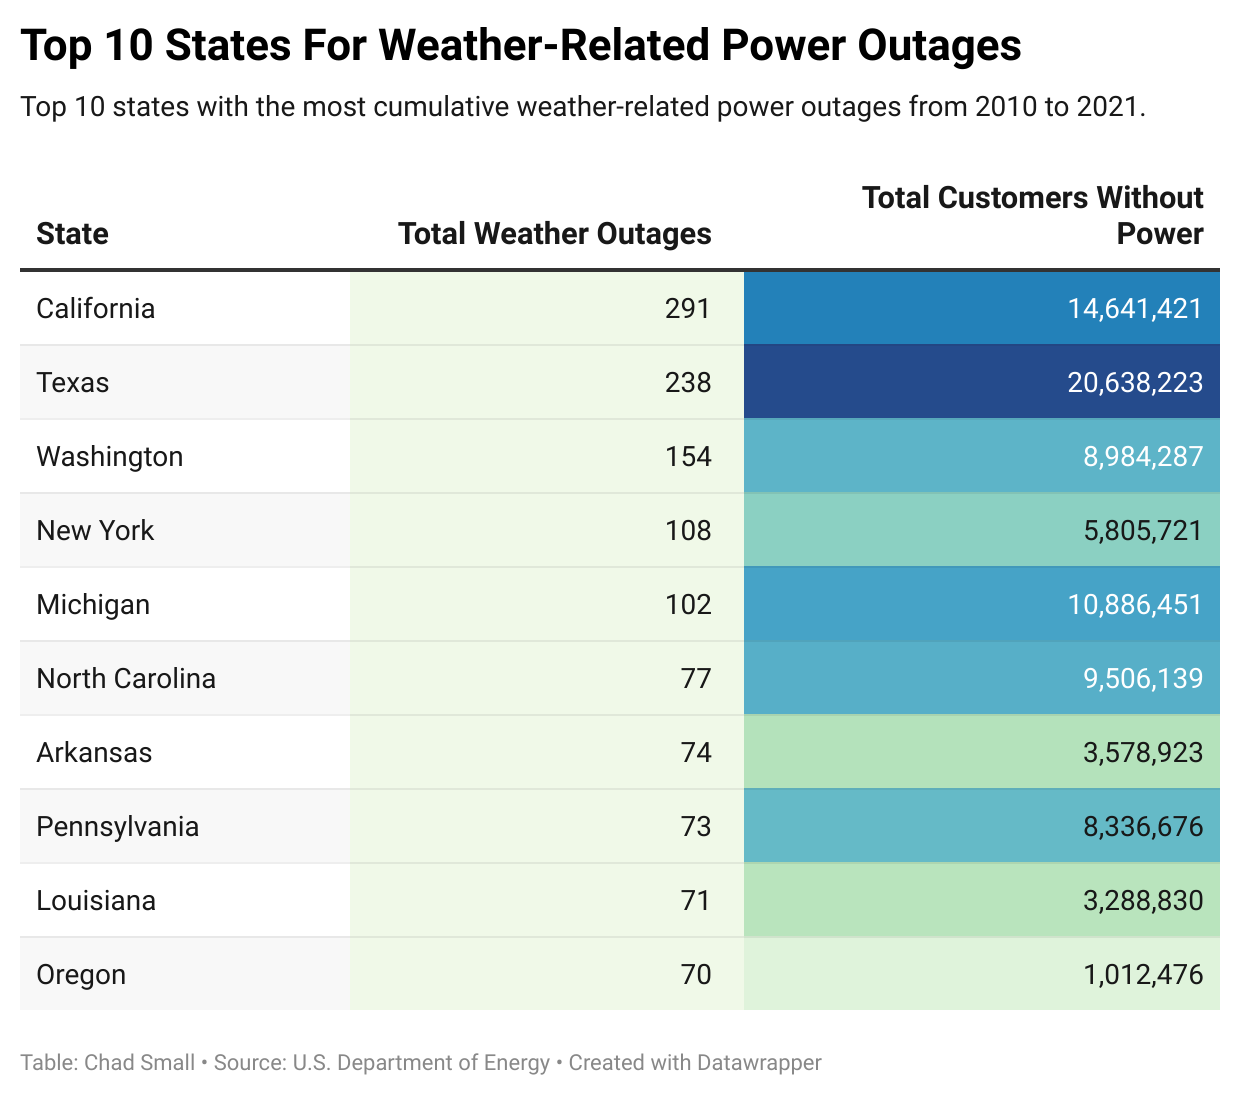 Top 10 States For Weather-Related Power Outages
Top 10 states with the most cumulative weather-related power outages from 2010 to 2021.
State Total Weather Outages Total Customers Without Power
California 291 14,641,421
Texas 238 20,638,223
Washington 154 8,984,287
New York 108 5,805,721
Michigan 102 10,886,451
North Carolina 77 9,506,139
Arkansas 74 3,578,923
Pennsylvania 73 8,336,676
Louisiana 71 3,288,830
Oregon 70 1,012,476
Table: Chad Small • Source: U.S. Department of Energy • Created with Datawrapper